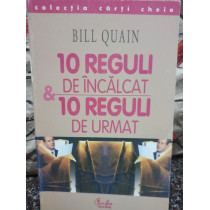 colecția cărți cheie
BILL QUAIN
10 REGULI
DE ÎNCĂLCAT
& 10 REGULI
DE URMAT